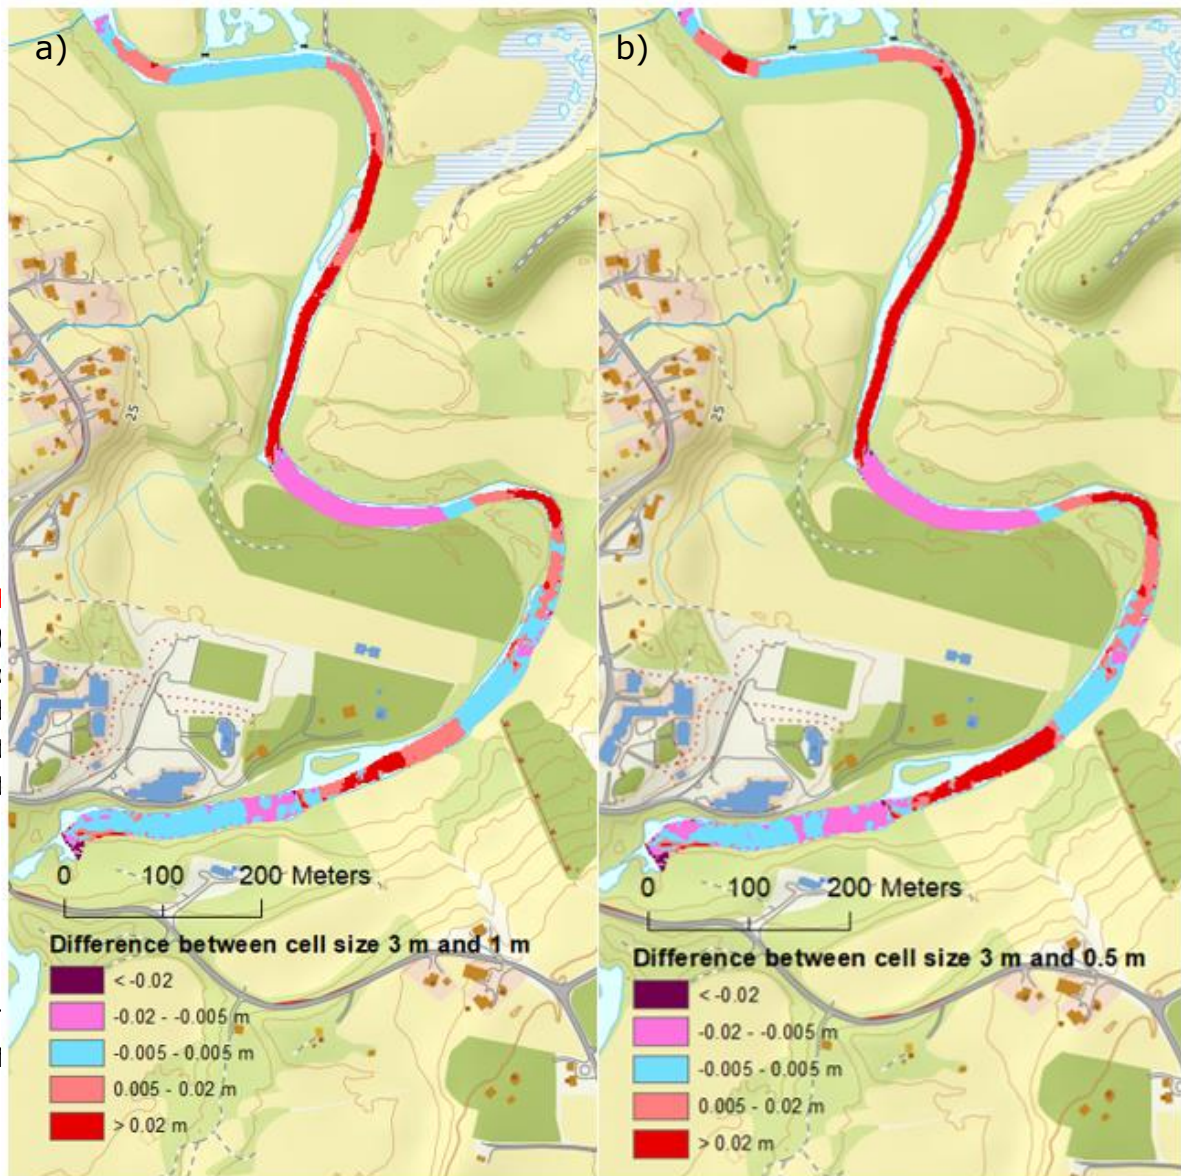 a)
b)
25
25
0 100 200 Meters
Difference between cell size 3 m and 1 m
< -0.02
-0.02 - -0.005 m
-0.005 - 0.005 m
0.005 - 0.02 m
> 0.02 m
0 100 200 Meters
Difference between cell size 3 m and 0.5 m
< -0.02
-0.02 - -0.005 m
-0.005 - 0.005 m
0.005 - 0.02 m
> 0.02 m